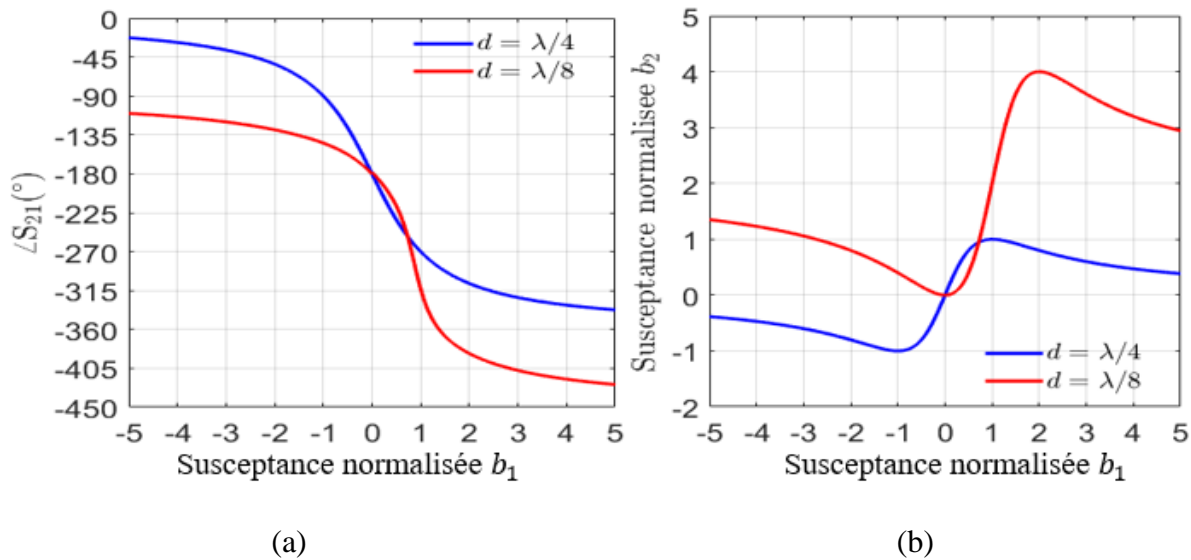 0
-45
-90
-135
-180
-225
-270
-315
-360
-405
-450
∠S21(°)
d = λ/4
d = λ/8
-5 -4 -3 -2 -1 0 1 2 3 4 5
Susceptance normalisée b1
(a)
5
4
3
2
1
0
-1
-2
Susceptance normalisee b2
d = λ/4
d = λ/8
-5 -4 -3 -2 -1 0 1 2 3 4 5
Susceptance normalisée b1
(b)